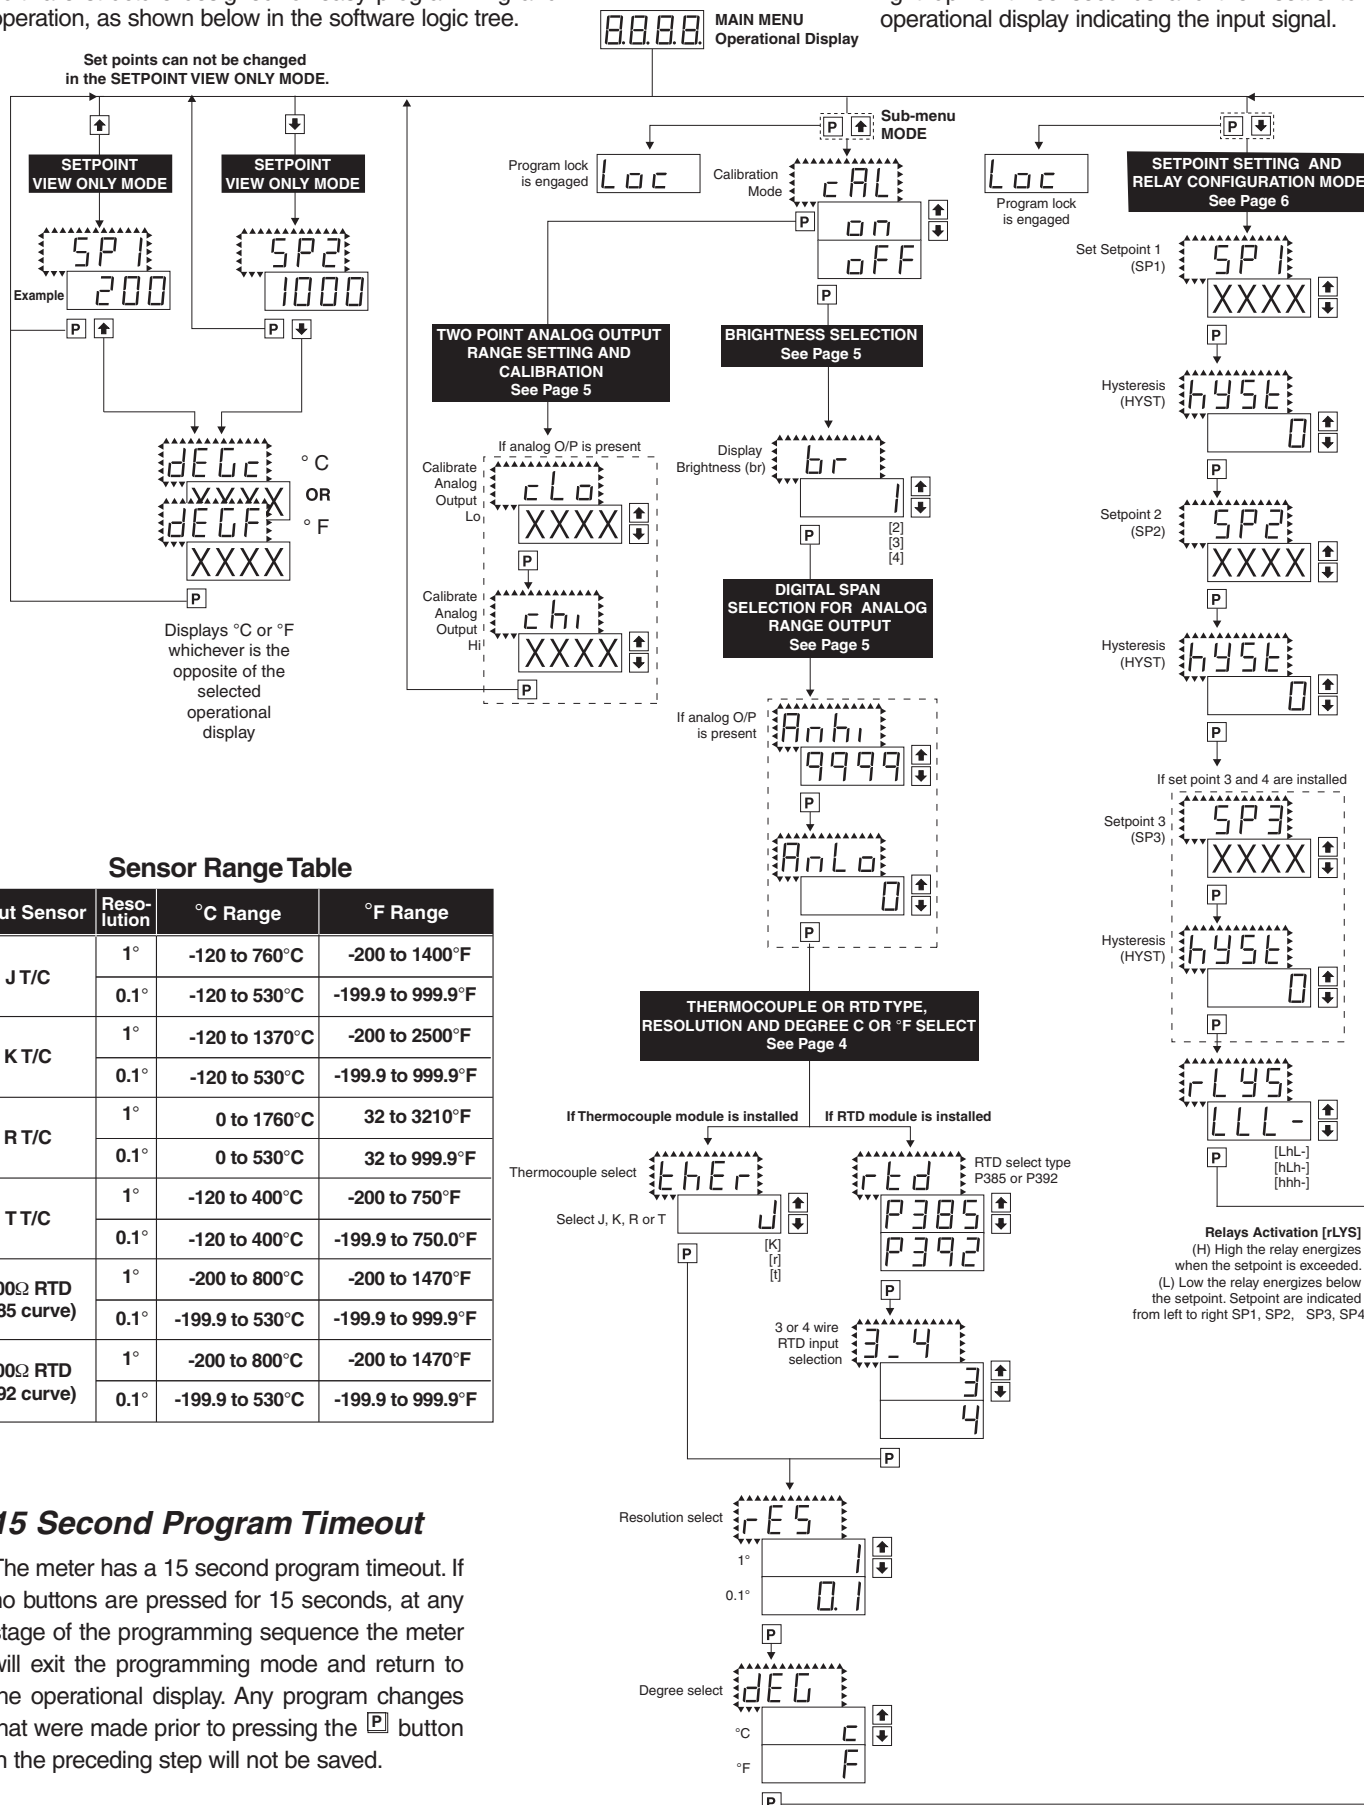 operation, as shown below in the software logic tree.
operational display indicating the input signal.
8.8.8.8.
MAIN MENU
Operational Display
Set points can not be changed
in the SETPOINT VIEW ONLY MODE.
SETPOINT
VIEW ONLY MODE
SP1
Example
200
P
SETPOINT
VIEW ONLY MODE
SP2
1000
P
dEGc
° C
XXXX
OR
dEGF
° F
XXXX
P
Displays °C or °F
whichever is the
opposite of the
selected
operational
display
P
Sub-menu
MODE
Program lock
is engaged
Loc
Calibration
Mode
cAL
P
on
oFF
P
TWO POINT ANALOG OUTPUT
RANGE SETTING AND
CALIBRATION
See Page 5
If analog O/P is present
Calibrate
Analog
Output
Lo
cLo
XXXX
P
Calibrate
Analog
Output
Hi
chi
XXXX
P
BRIGHTNESS SELECTION
See Page 5
Display
Brightness (br)
br
1
[2]
[3]
[4]
P
DIGITAL SPAN
SELECTION FOR ANALOG
RANGE OUTPUT
See Page 5
If analog O/P
is present
Anhi
9999
P
AnLo
0
P
THERMOCOUPLE OR RTD TYPE,
RESOLUTION AND DEGREE C OR °F SELECT
See Page 4
If Thermocouple module is installed
If RTD module is installed
Thermocouple select
thEr
Select J, K, R or T
J
[K]
[r]
[t]
P
rtd
RTD select type
P385 or P392
P385
P392
P
3 or 4 wire
RTD input
selection
3_4
3
4
P
Resolution select
rES
1°
1
0.1°
0.1
P
Degree select
dEG
°C
c
°F
F
P
P
Loc
Program lock
is engaged
SETPOINT SETTING AND
RELAY CONFIGURATION MODE
See Page 6
Set Setpoint 1
(SP1)
SP1
XXXX
P
Hysteresis
(HYST)
hYSt
0
P
Setpoint 2
(SP2)
SP2
XXXX
P
Hysteresis
(HYST)
hYSt
0
P
If set point 3 and 4 are installed
Setpoint 3
(SP3)
SP3
XXXX
P
Hysteresis
(HYST)
hYSt
0
P
rLYS
LLL-
[LhL-]
[hLh-]
[hhh-]
P
Relays Activation [rLYS]
(H) High the relay energizes
when the setpoint is exceeded.
(L) Low the relay energizes below
the setpoint. Setpoint are indicated
from left to right SP1, SP2, SP3, SP4
Sensor Range Table
Sensor Reso-lution °C Range °F Range
J T/C 1° -120 to 760°C -200 to 1400°F
0.1° -120 to 530°C -199.9 to 999.9°F
K T/C 1° -120 to 1370°C -200 to 2500°F
0.1° -120 to 530°C -199.9 to 999.9°F
R T/C 1° 0 to 1760°C 32 to 3210°F
0.1° 0 to 530°C 32 to 999.9°F
T T/C 1° -120 to 400°C -200 to 750°F
0.1° -120 to 400°C -199.9 to 750.0°F
00Ω RTD
85 curve) 1° -200 to 800°C -200 to 1470°F
0.1° -199.9 to 530°C -199.9 to 999.9°F
00Ω RTD
92 curve) 1° -200 to 800°C -200 to 1470°F
0.1° -199.9 to 530°C -199.9 to 999.9°F
15 Second Program Timeout
The meter has a 15 second program timeout. If
no buttons are pressed for 15 seconds, at any
stage of the programming sequence the meter
will exit the programming mode and return to
the operational display. Any program changes
that were made prior to pressing the P button
in the preceding step will not be saved.